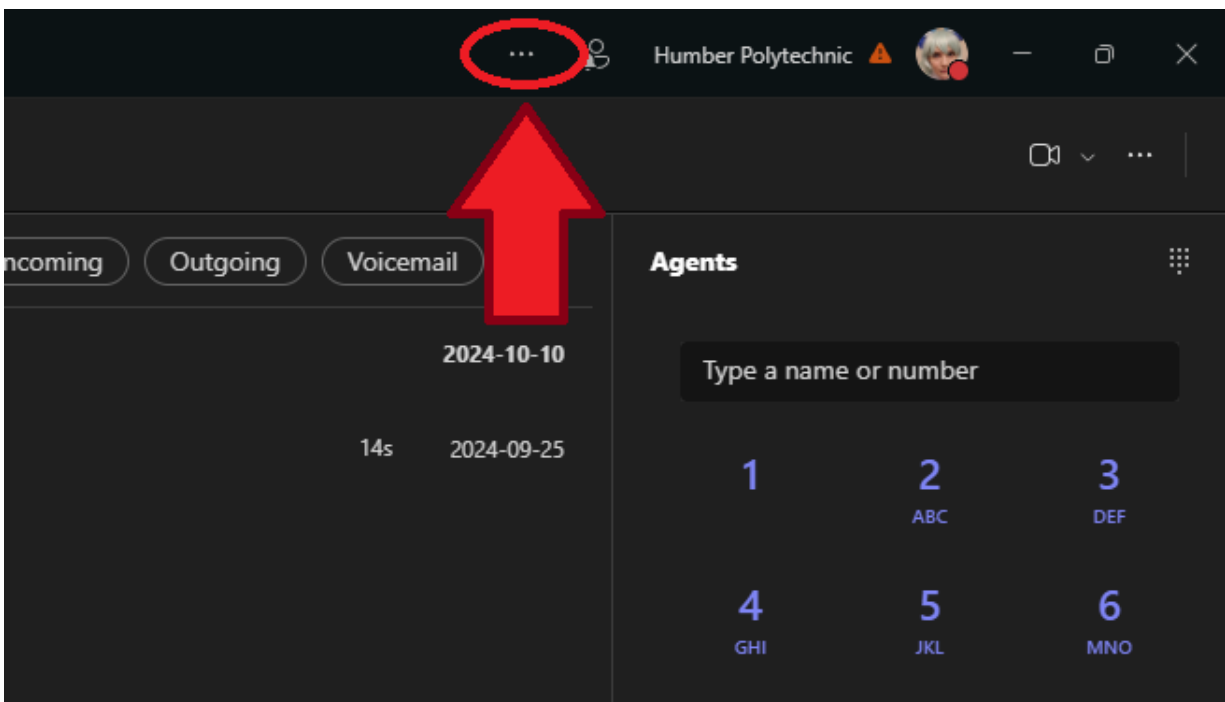 Humber Polytechnic
ncoming Outgoing Voicemail
Agents
2024-10-10
Type a name or number
14s 2024-09-25
1 2 3
ABC DEF
4 5 6
GHI JKL MNO